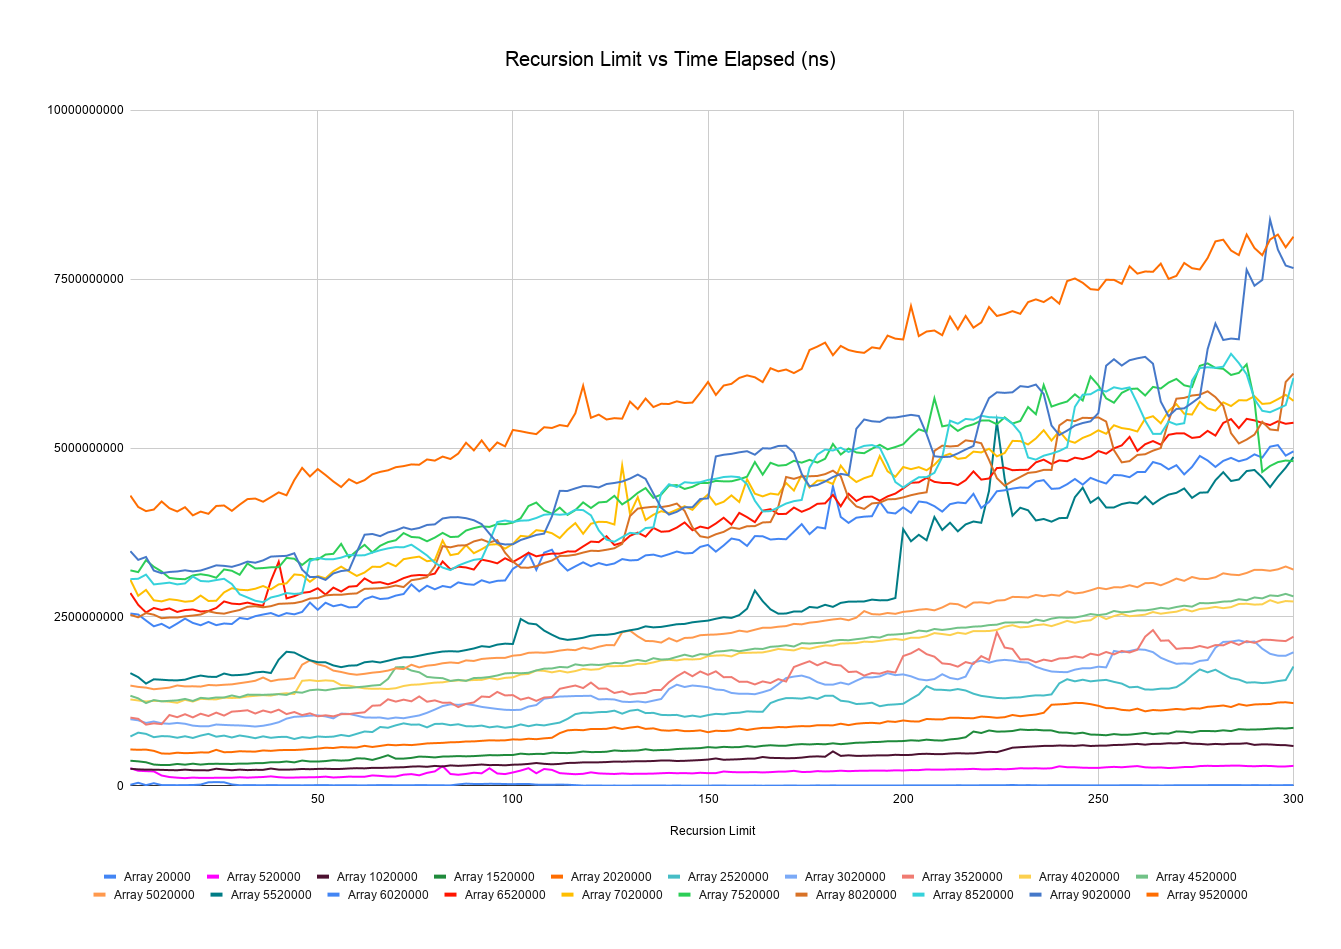 Recursion Limit vs Time Elapsed (ns)
10000000000
7500000000
5000000000
2500000000
0
50 100 150 200 250 300
Recursion Limit
Array 20000 Array 520000 Array 1020000 Array 1520000 Array 2020000 Array 2520000 Array 3020000 Array 3520000 Array 4020000 Array 4520000
Array 5020000 Array 5520000 Array 6020000 Array 6520000 Array 7020000 Array 7520000 Array 8020000 Array 8520000 Array 9020000 Array 9520000